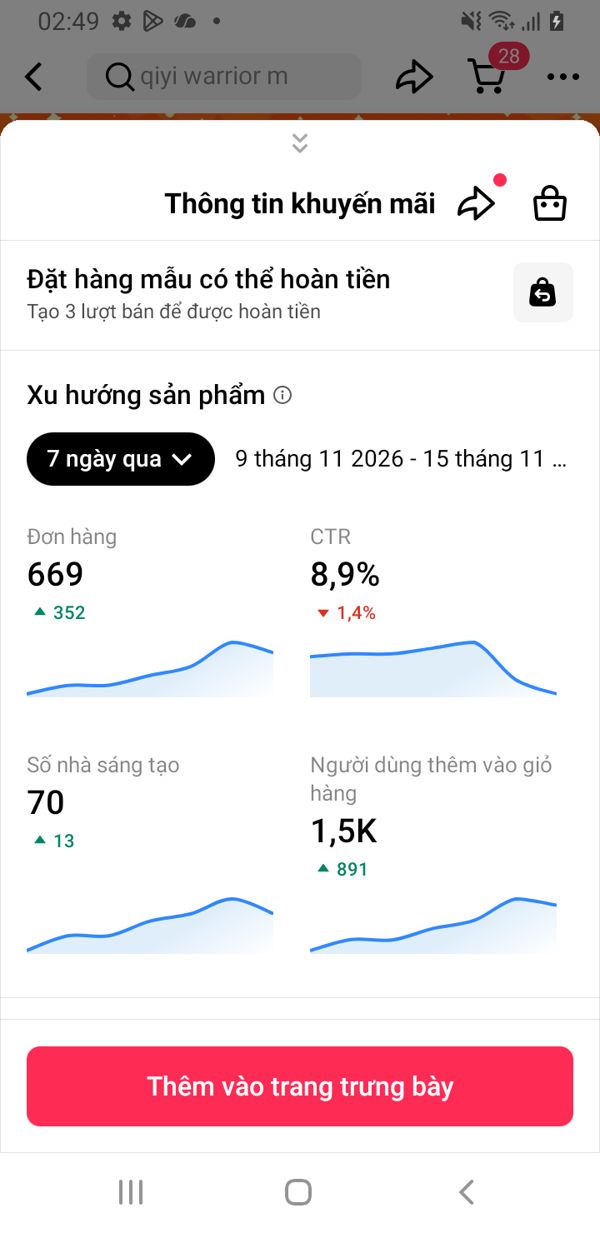 02:49
qiyi warrior m
28
Thông tin khuyến mãi
Đặt hàng mẫu có thể hoàn tiền
Tạo 3 lượt bán để được hoàn tiền
Xu hướng sản phẩm
7 ngày qua
9 tháng 11 2026 - 15 tháng 11 ...
Đơn hàng
669
352
CTR
8,9%
1,4%
Số nhà sáng tạo
70
13
Người dùng thêm vào giỏ
hàng
1,5K
891
Thêm vào trang trưng bày